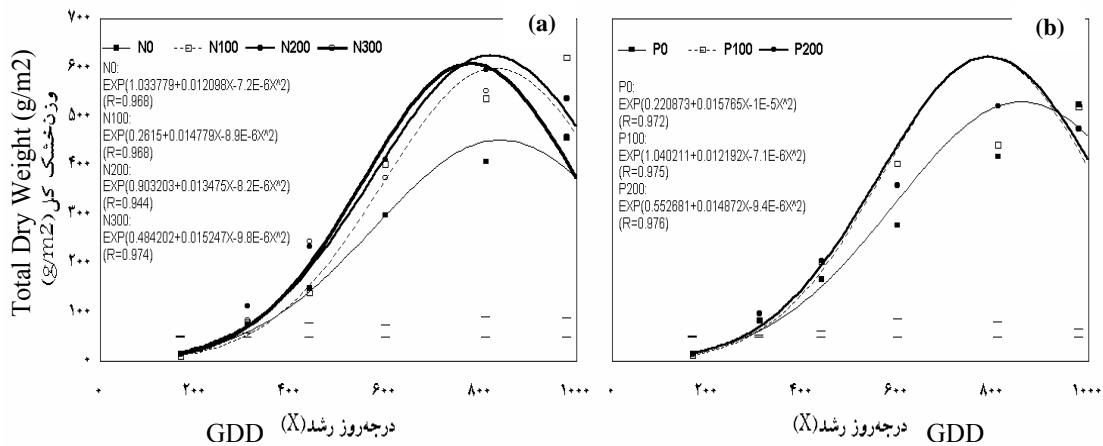 (a)
N0 N100 N200 N300
N0:
EXP(1.033779+0.012098X-7.2E-6X^2)
(R=0.968)
N100:
EXP(0.2615+0.014779X-8.9E-6X^2)
(R=0.968)
N200:
EXP(0.903203+0.013475X-8.2E-6X^2)
(R=0.944)
N300:
EXP(0.484202+0.015247X-9.8E-6X^2)
(R=0.974)
Total Dry Weight (g/m2)
وزن‌خشک کل (g/m2)
۷۰۰
۶۰۰
۵۰۰
۴۰۰
۳۰۰
۲۰۰
۱۰۰
۰
۰ ۲۰۰ ۴۰۰ ۶۰۰ ۸۰۰ ۱۰۰۰
GDD درجه‌روز رشد(X)
(b)
P0 P100 P200
P0:
EXP(0.220873+0.015765X-1E-5X^2)
(R=0.972)
P100:
EXP(1.040211+0.012192X-7.1E-6X^2)
(R=0.975)
P200:
EXP(0.552681+0.014872X-9.4E-6X^2)
(R=0.976)
۰ ۲۰۰ ۴۰۰ ۶۰۰ ۸۰۰ ۱۰۰۰
GDD